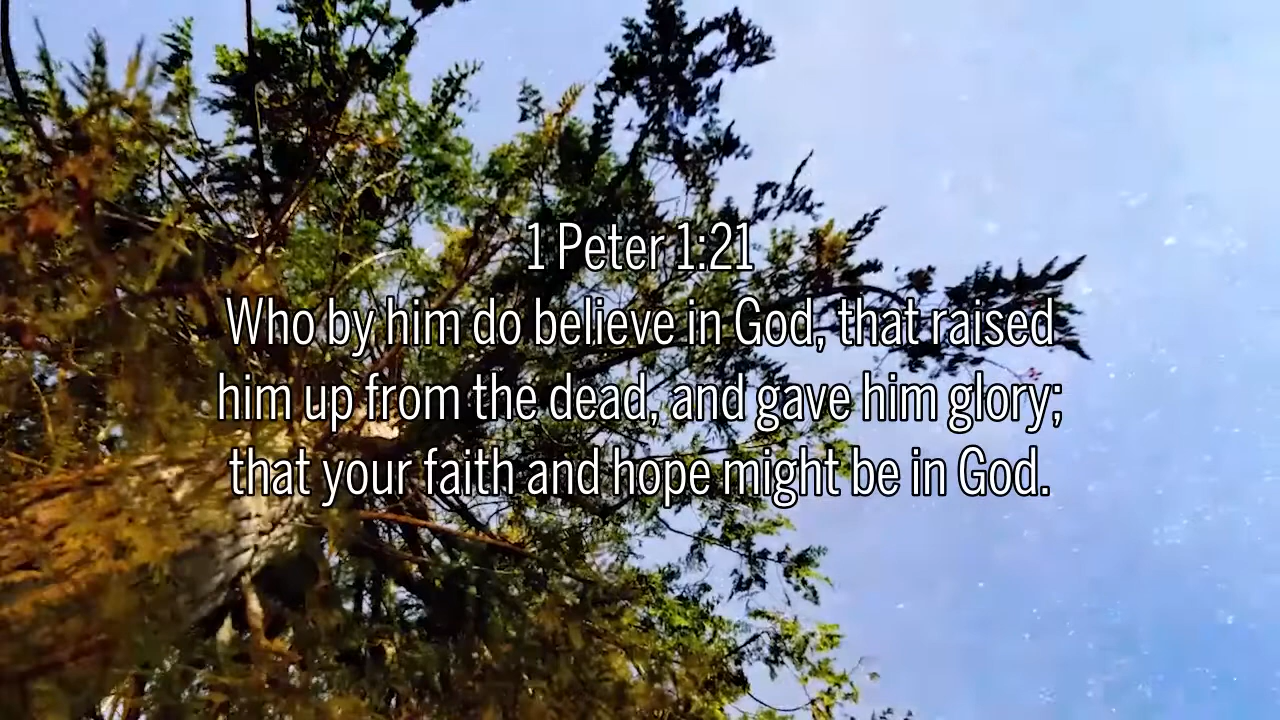 1 Peter 1:21
Who by him do believe in God, that raised
him up from the dead, and gave him glory;
that your faith and hope might be in God.